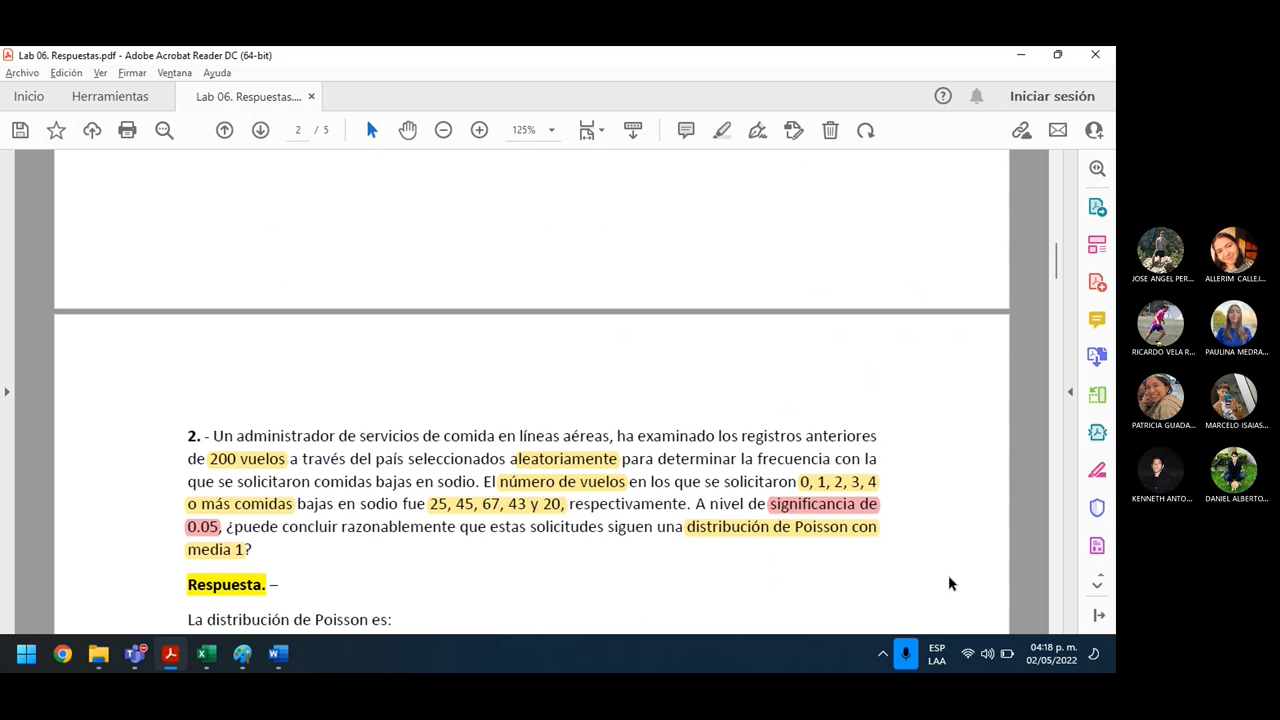 Lab 06. Respuestas.pdf - Adobe Acrobat Reader DC (64-bit)
Archivo Edición Ver Firmar Ventana Ayuda
Inicio Herramientas Lab 06. Respuestas.... × Iniciar sesión
2 / 5 125%
2. - Un administrador de servicios de comida en líneas aéreas, ha examinado los registros anteriores
de 200 vuelos a través del país seleccionados aleatoriamente para determinar la frecuencia con la
que se solicitaron comidas bajas en sodio. El número de vuelos en los que se solicitaron 0, 1, 2, 3, 4
o más comidas bajas en sodio fue 25, 45, 67, 43 y 20, respectivamente. A nivel de significancia de
0.05, ¿puede concluir razonablemente que estas solicitudes siguen una distribución de Poisson con
media 1?
Respuesta. –
La distribución de Poisson es:
JOSE ANGEL PER... ALLERIM CALLEJ...
RICARDO VELA R... PAULINA MEDRA...
PATRICIA GUADA... MARCELO ISAIAS...
KENNETH ANTO... DANIEL ALBERTO...
ESP
LAA
04:18 p. m.
02/05/2022